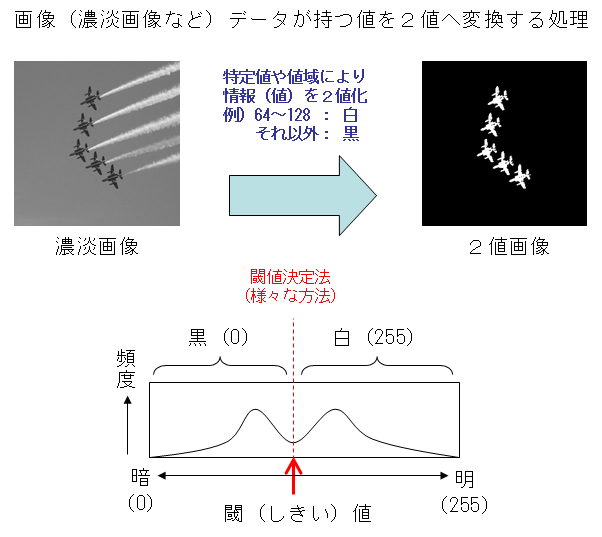 画像（濃淡画像など）データが持つ値を２値へ変換する処理
特定値や値域により
情報（値）を２値化
例）64～128 ： 白
それ以外： 黒
濃淡画像
２値画像
閾値決定法
（様々な方法）
黒（0）
白（255）
頻度
暗
（0）
明
（255）
閾（しきい）値